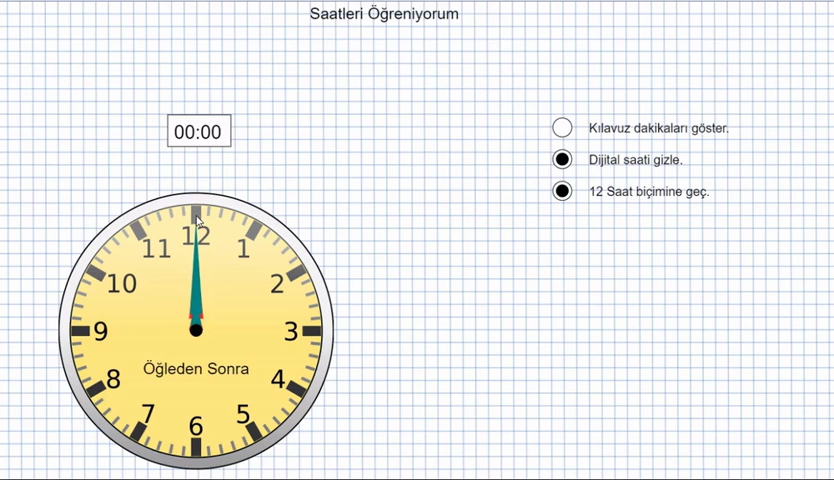 Saatleri Öğreniyorum
00:00
Kılavuz dakikaları göster.
Dijital saati gizle.
12 Saat biçimine geç.
12
11
1
10
2
9
3
Öğleden Sonra
8
4
7
5
6